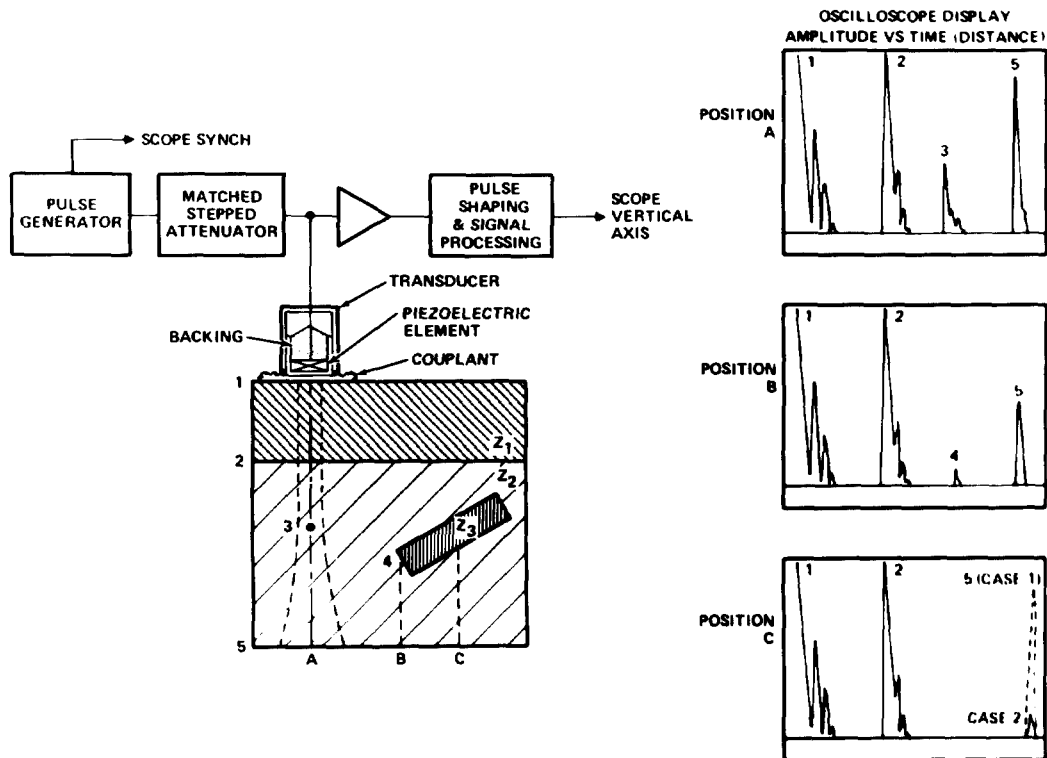 OSCILLOSCOPE DISPLAY
AMPLITUDE VS TIME (DISTANCE)
POSITION
A
1
2
3
5
SCOPE SYNCH
PULSE
GENERATOR
MATCHED
STEPPED
ATTENUATOR
PULSE
SHAPING
& SIGNAL
PROCESSING
SCOPE
VERTICAL
AXIS
TRANSDUCER
PIEZOELECTRIC
ELEMENT
BACKING
COUPLANT
1
Z1
2
Z2
3
Z3
4
5
A
B
C
POSITION
B
1
2
4
5
POSITION
C
1
2
5 (CASE 1)
CASE 2